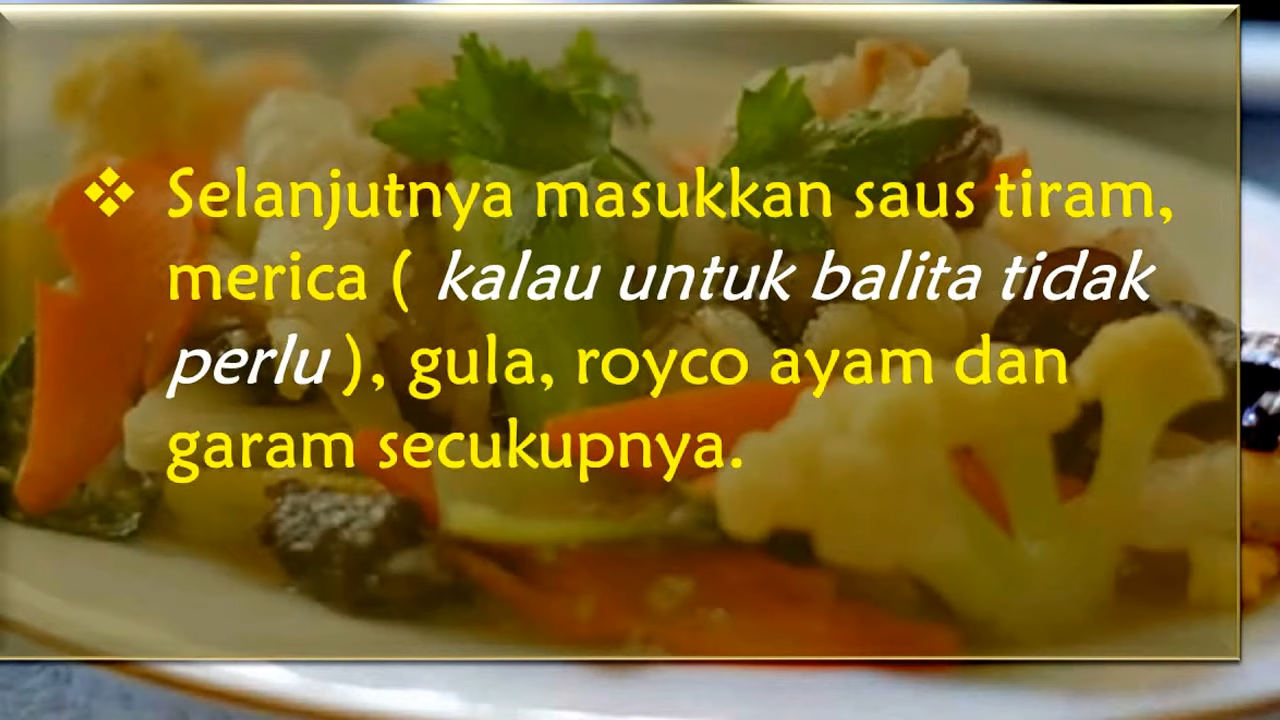 ❖ Selanjutnya masukkan saus tiram,
merica ( kalau untuk balita tidak
perlu ), gula, royco ayam dan
garam secukupnya.